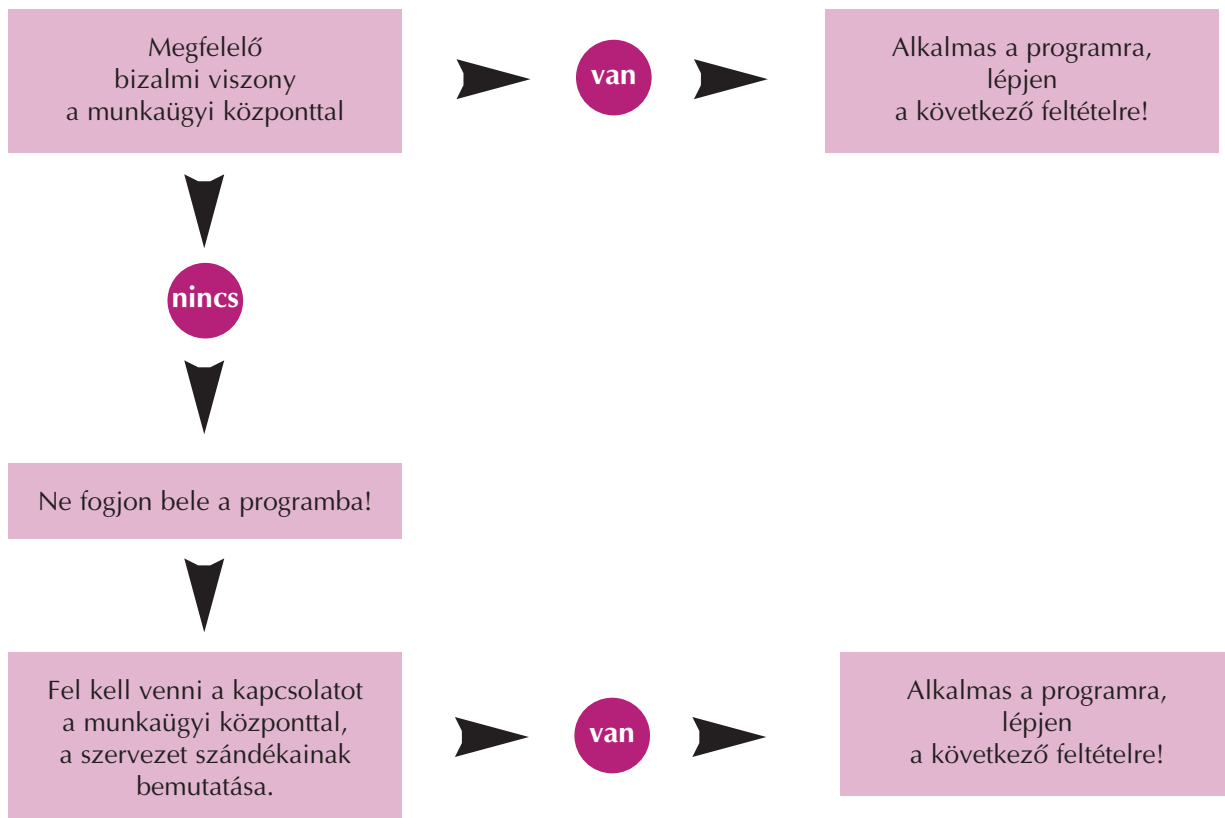 Megfelelő
bizalmi viszony
a munkaügyi központtal
van
Alkalmas a programra,
lépjen
a következő feltételre!
nincs
Ne fogjon bele a programba!
Fel kell venni a kapcsolatot
a munkaügyi központtal,
a szervezet szándékainak
bemutatása.
van
Alkalmas a programra,
lépjen
a következő feltételre!